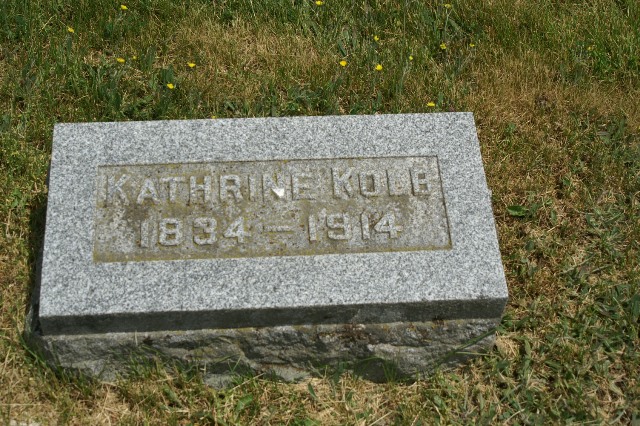 KATHRINE KOLB
1834 – 1914